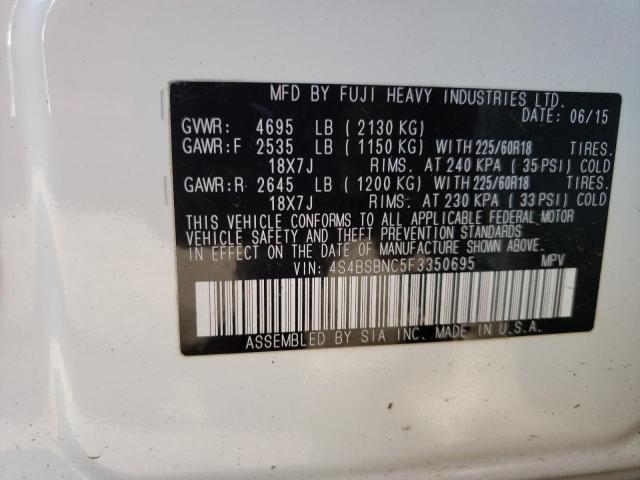 MFD BY FUJI HEAVY INDUSTRIES LTD.
DATE: 06/15
GVWR: 4695 LB (2130 KG)
GAWR:F 2535 LB (1150 KG) WITH 225/60R18 TIRES.
18X7J RIMS. AT 240 KPA (35 PSI) COLD
GAWR:R 2645 LB (1200 KG) WITH 225/60R18 TIRES.
18X7J RIMS. AT 230 KPA (33 PSI) COLD
THIS VEHICLE CONFORMS TO ALL APPLICABLE FEDERAL MOTOR
VEHICLE SAFETY AND THEFT PREVENTION STANDARDS
IN EFFECT ON THE DATE OF MANUFACTURE SHOWN ABOVE.
VIN: 4S4BSBNC5F3350695 MPV
ASSEMBLED BY SIA INC. MADE IN U.S.A.